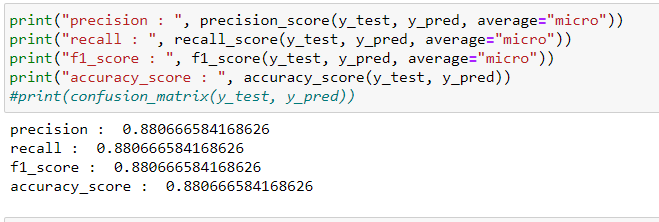 print("precision : ", precision_score(y_test, y_pred, average="micro"))
print("recall : ", recall_score(y_test, y_pred, average="micro"))
print("f1_score : ", f1_score(y_test, y_pred, average="micro"))
print("accuracy_score : ", accuracy_score(y_test, y_pred))
#print(confusion_matrix(y_test, y_pred))
precision :  0.880666584168626
recall :  0.880666584168626
f1_score :  0.880666584168626
accuracy_score :  0.880666584168626